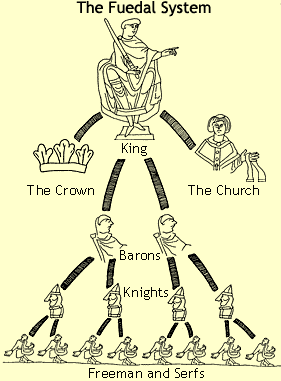 The Fuedal System
King
The Crown
The Church
Barons
Knights
Freeman and Serfs